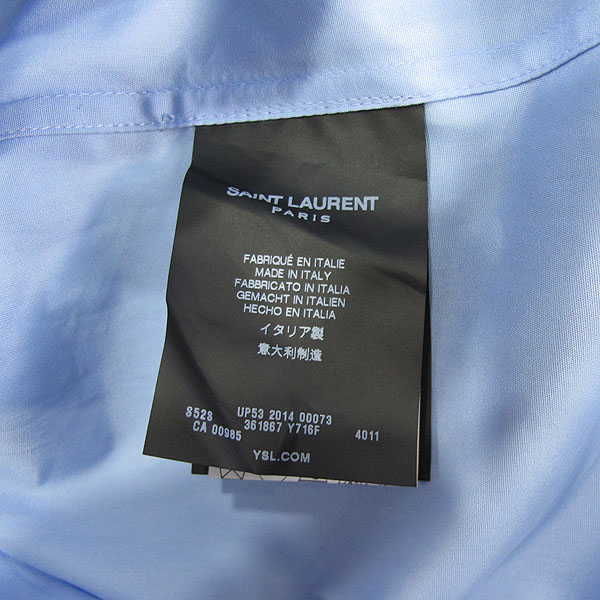 SAINT LAURENT
PARIS
FABRIQUÉ EN ITALIE
MADE IN ITALY
FABBRICATO IN ITALIA
GEMACHT IN ITALIEN
HECHO EN ITALIA
イタリア製
意大利制造
8528 UP53 2014 00073
CA 00985 361867 Y716F 4011
YSL.COM